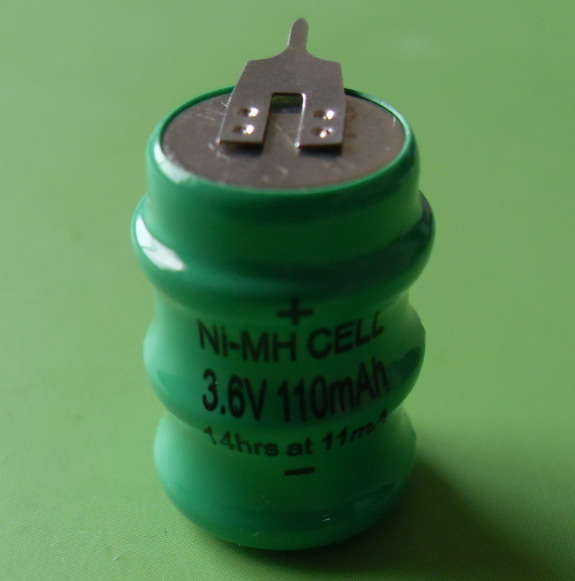 +
Ni-MH CELL
3.6V 110mAh
14hrs at 11mA
−